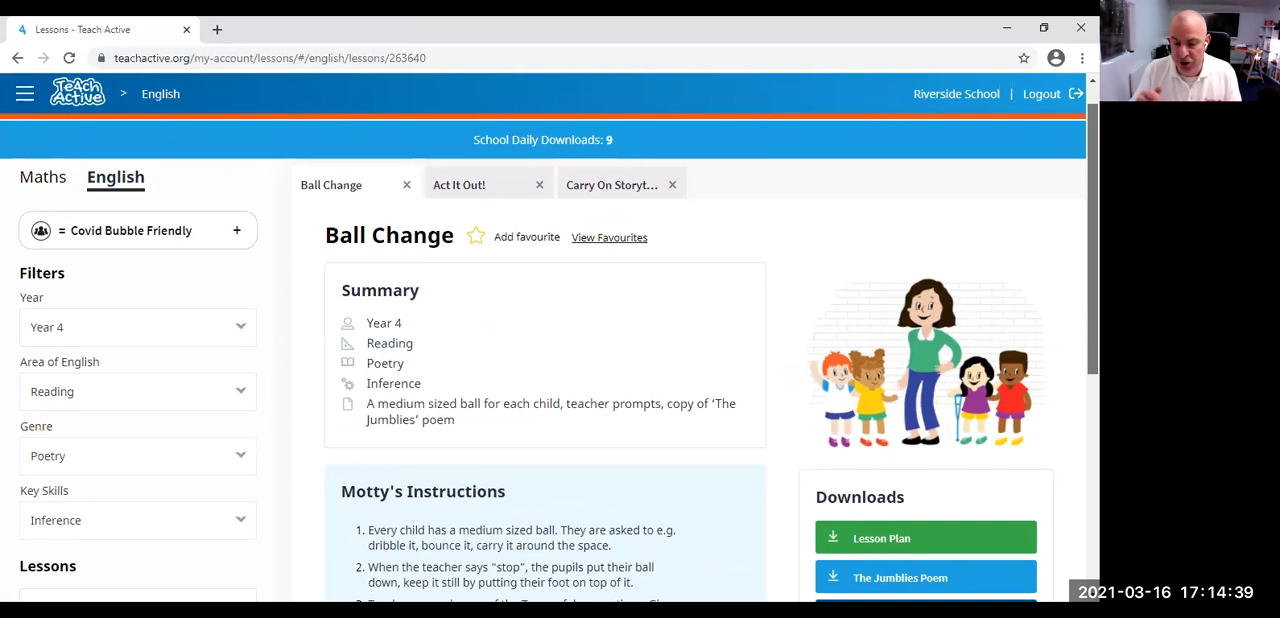 Lessons - Teach Active
teachactive.org/my-account/lessons/#/english/lessons/263640
Teach Active > English
Riverside School | Logout
School Daily Downloads: 9
Maths English
= Covid Bubble Friendly +
Filters
Year
Year 4
Area of English
Reading
Genre
Poetry
Key Skills
Inference
Lessons
Ball Change
Act It Out!
Carry On Storyt...
Ball Change Add favourite View Favourites
Summary
Year 4
Reading
Poetry
Inference
A medium sized ball for each child, teacher prompts, copy of ‘The
Jumblies’ poem
Motty's Instructions
1. Every child has a medium sized ball. They are asked to e.g.
dribble it, bounce it, carry it around the space.
2. When the teacher says “stop”, the pupils put their ball
down, keep it still by putting their foot on top of it.
Downloads
Lesson Plan
The Jumblies Poem
2021-03-16 17:14:39